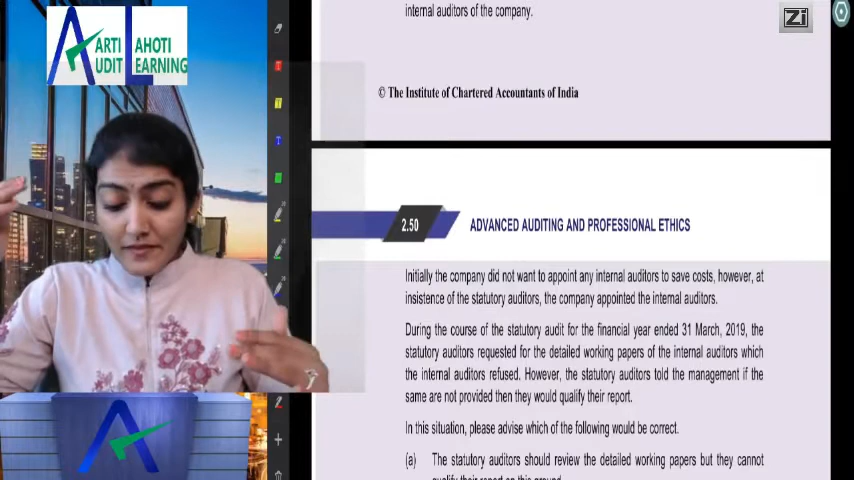 ARTI LAHOTI
AUDIT LEARNING
Zi
internal auditors of the company.
© The Institute of Chartered Accountants of India
2.50
ADVANCED AUDITING AND PROFESSIONAL ETHICS
Initially the company did not want to appoint any internal auditors to save costs, however, at
insistence of the statutory auditors, the company appointed the internal auditors.
During the course of the statutory audit for the financial year ended 31 March, 2019, the
statutory auditors requested for the detailed working papers of the internal auditors which
the internal auditors refused. However, the statutory auditors told the management if the
same are not provided then they would qualify their report.
In this situation, please advise which of the following would be correct.
(a) The statutory auditors should review the detailed working papers but they cannot
qualify their report on this ground.